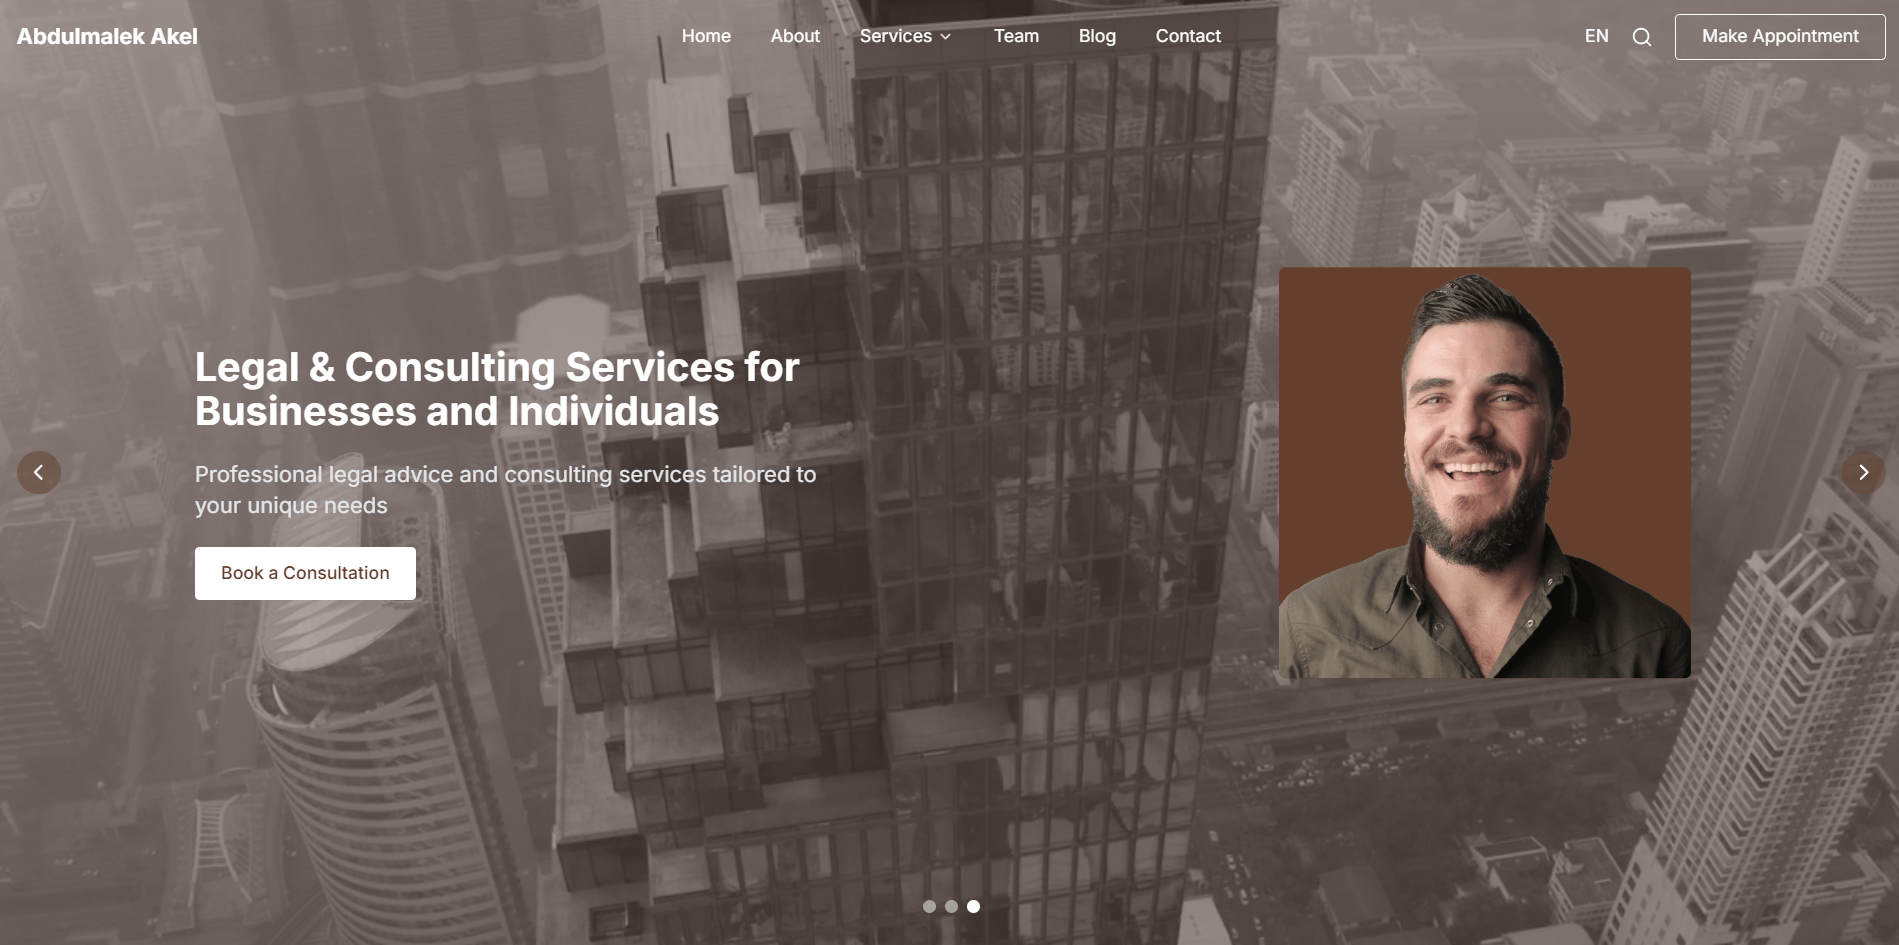 Abdulmalek Akel
Home
About
Services
Team
Blog
Contact
EN
Make Appointment
Legal & Consulting Services for
Businesses and Individuals
Professional legal advice and consulting services tailored to
your unique needs
Book a Consultation